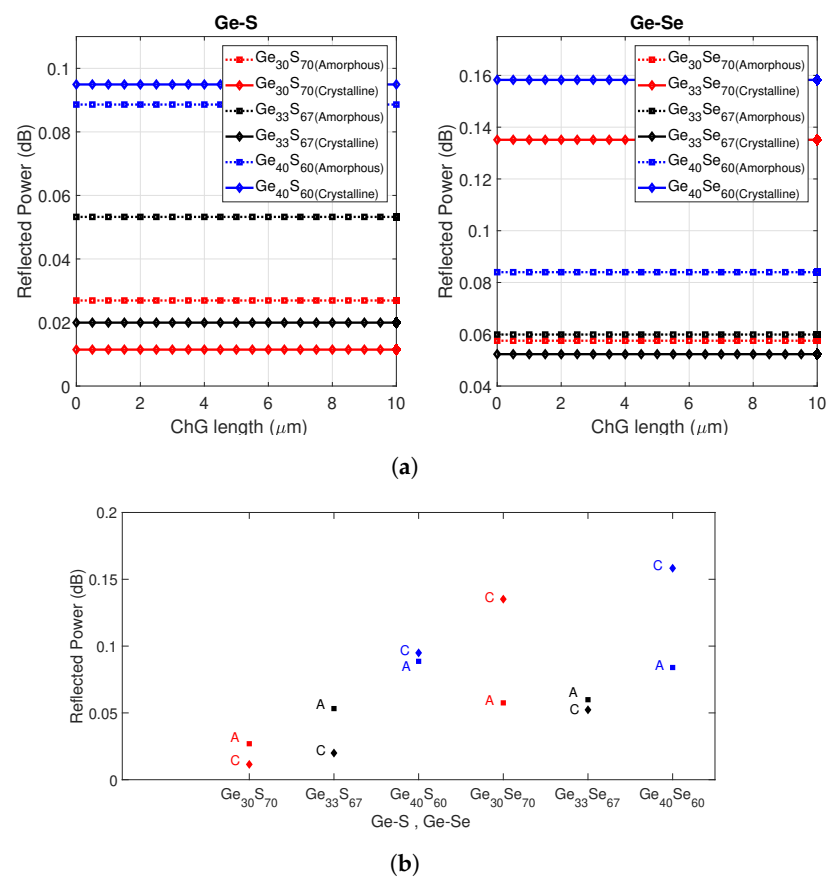 Ge-S
Reflected Power (dB)
0.1
0.08
0.06
0.04
0.02
0
0 2 4 6 8 10
ChG length (μm)
Ge30S70(Amorphous)
Ge30S70(Crystalline)
Ge33S67(Amorphous)
Ge33S67(Crystalline)
Ge40S60(Amorphous)
Ge40S60(Crystalline)
Ge-Se
Reflected Power (dB)
0.16
0.14
0.12
0.1
0.08
0.06
0.04
0 2 4 6 8 10
ChG length (μm)
Ge30Se70(Amorphous)
Ge33Se70(Crystalline)
Ge33Se67(Amorphous)
Ge33Se67(Crystalline)
Ge40Se60(Amorphous)
Ge40Se60(Crystalline)
(a)
Reflected Power (dB)
0.2
0.15
0.1
0.05
0
A
C
A
C
C
A
C
A
A
C
C
A
Ge30S70 Ge33S67 Ge40S60 Ge30Se70 Ge33Se67 Ge40Se60
Ge-S , Ge-Se
(b)